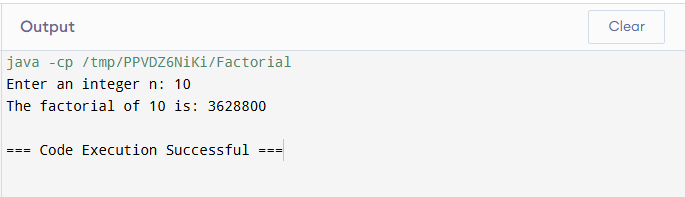 Output
Clear
java -cp /tmp/PPVDZ6NiKi/Factorial
Enter an integer n: 10
The factorial of 10 is: 3628800
=== Code Execution Successful ===